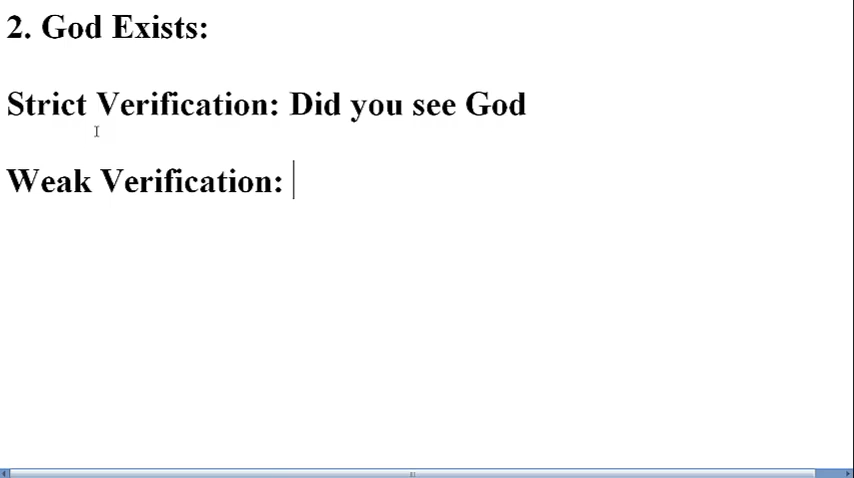 2. God Exists:
Strict Verification: Did you see God
Weak Verification: